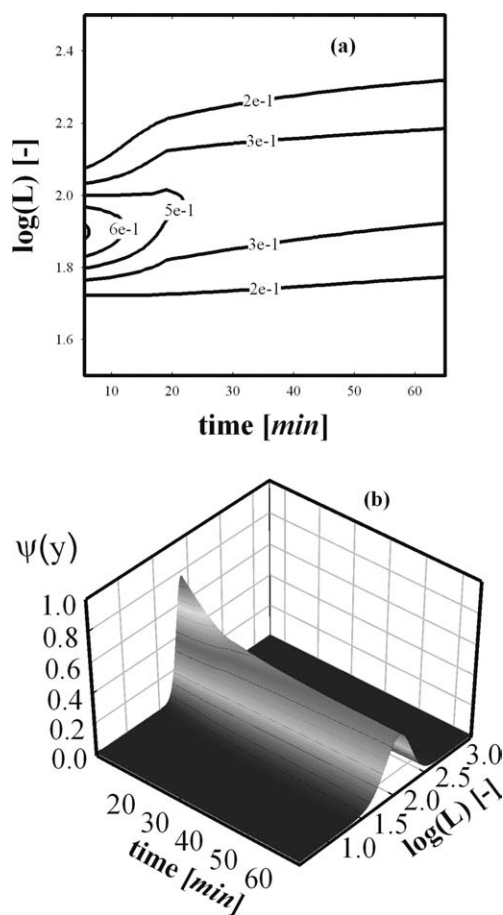 (a)
2.4
2.2
2.0
1.8
1.6
log(L) [-]
2e-1
3e-1
5e-1
6e-1
3e-1
2e-1
10 20 30 40 50 60
time [min]
(b)
ψ(y)
1.0
0.8
0.6
0.4
0.2
0.0
20
30
40
50
60
time [min]
3.0
2.5
2.0
1.5
1.0
log(L) [-]